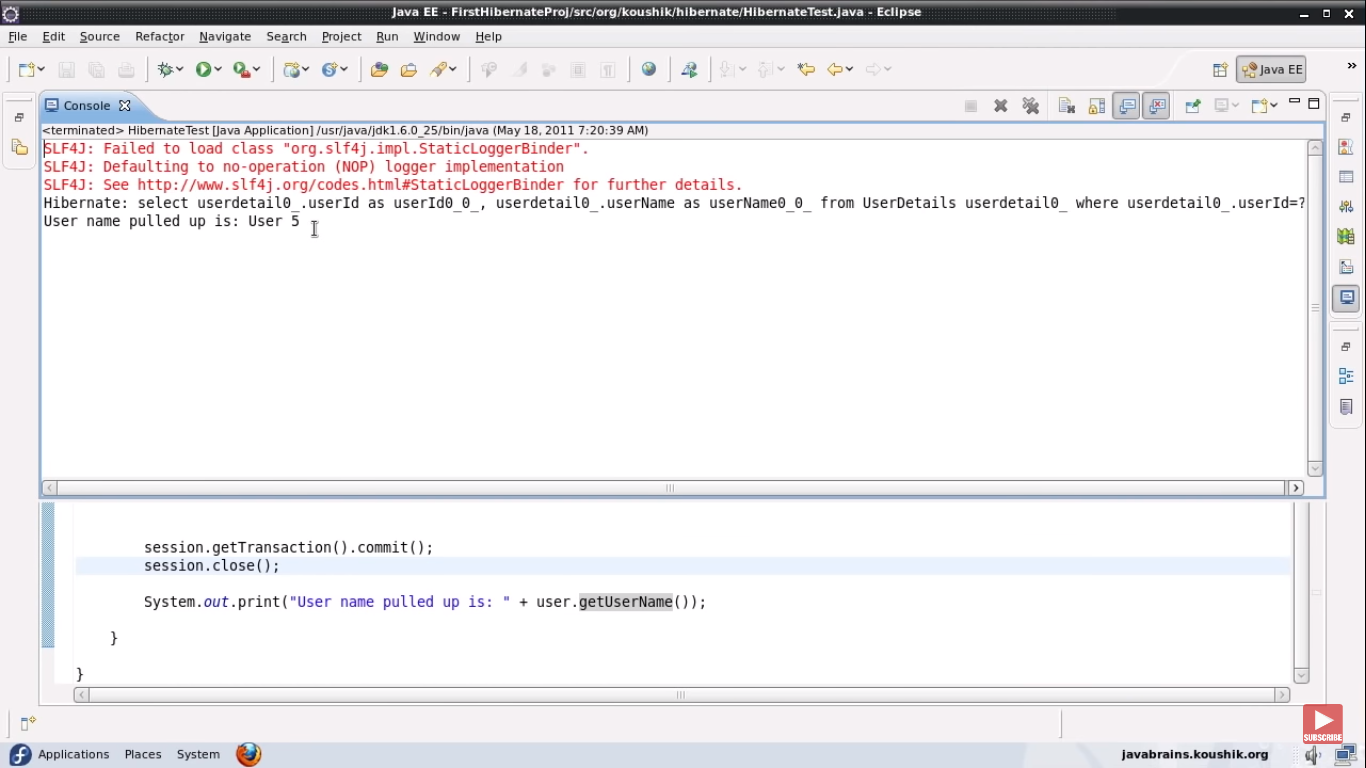 Java EE - FirstHibernateProj/src/org/koushik/hibernate/HibernateTest.java - Eclipse
File Edit Source Refactor Navigate Search Project Run Window Help
Java EE
Console
<terminated> HibernateTest [Java Application] /usr/java/jdk1.6.0_25/bin/java (May 18, 2011 7:20:39 AM)
SLF4J: Failed to load class "org.slf4j.impl.StaticLoggerBinder".
SLF4J: Defaulting to no-operation (NOP) logger implementation
SLF4J: See http://www.slf4j.org/codes.html#StaticLoggerBinder for further details.
Hibernate: select userdetail0_.userId as userId0_0_, userdetail0_.userName as userName0_0_ from UserDetails userdetail0_ where userdetail0_.userId=?
User name pulled up is: User 5
session.getTransaction().commit();
session.close();
System.out.print("User name pulled up is: " + user.getUserName());
}
}
SUBSCRIBE
Applications Places System javabrains.koushik.org